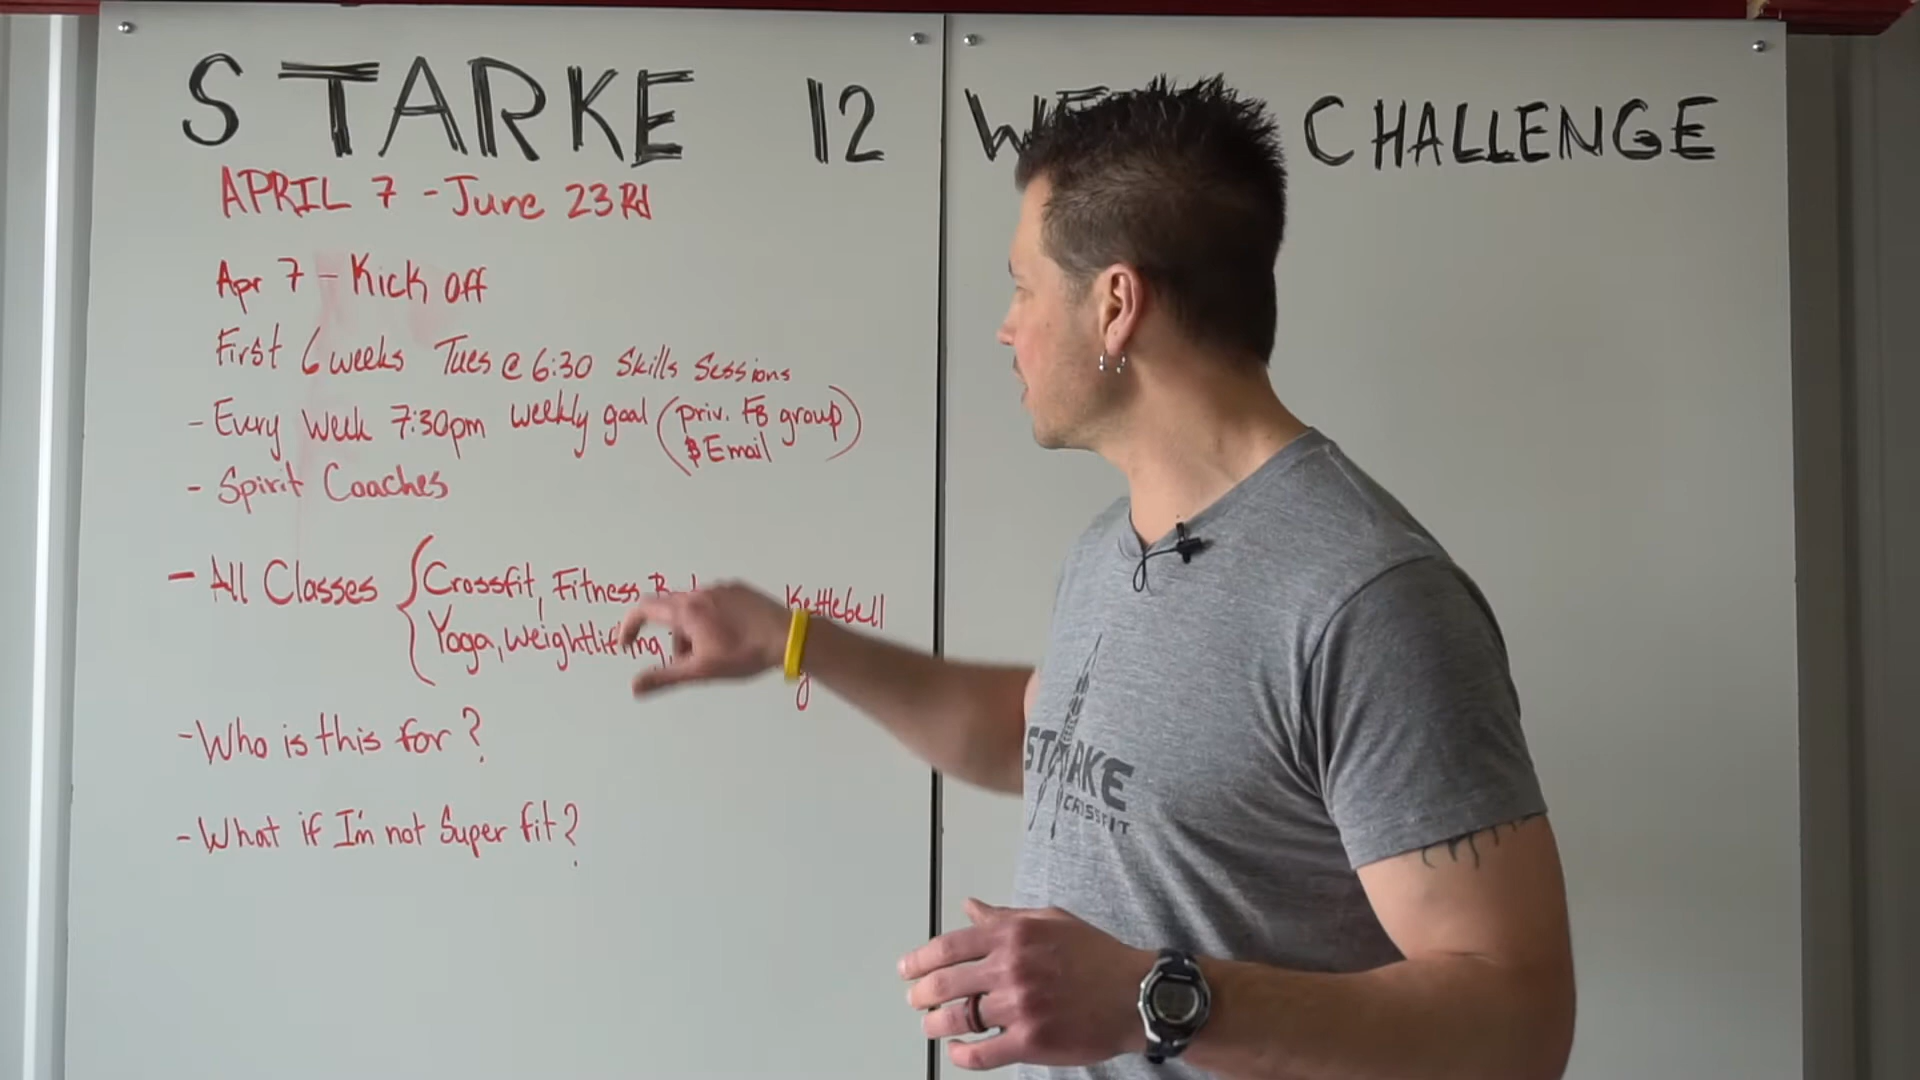 STARKE 12 CHALLENGE
APRIL 7 - June 23Rd
Apr 7 - Kick off
First 6 weeks Tues @ 6:30 Skills Sessions
- Every Week 7:30pm weekly goal (priv. FB group
& Email)
- Spirit Coaches
- All Classes { Crossfit, Fitness Kettlebell
Yoga, Weightlifting,
- Who is this for?
- What if I'm not Super fit?
STARKE
CROSSFIT